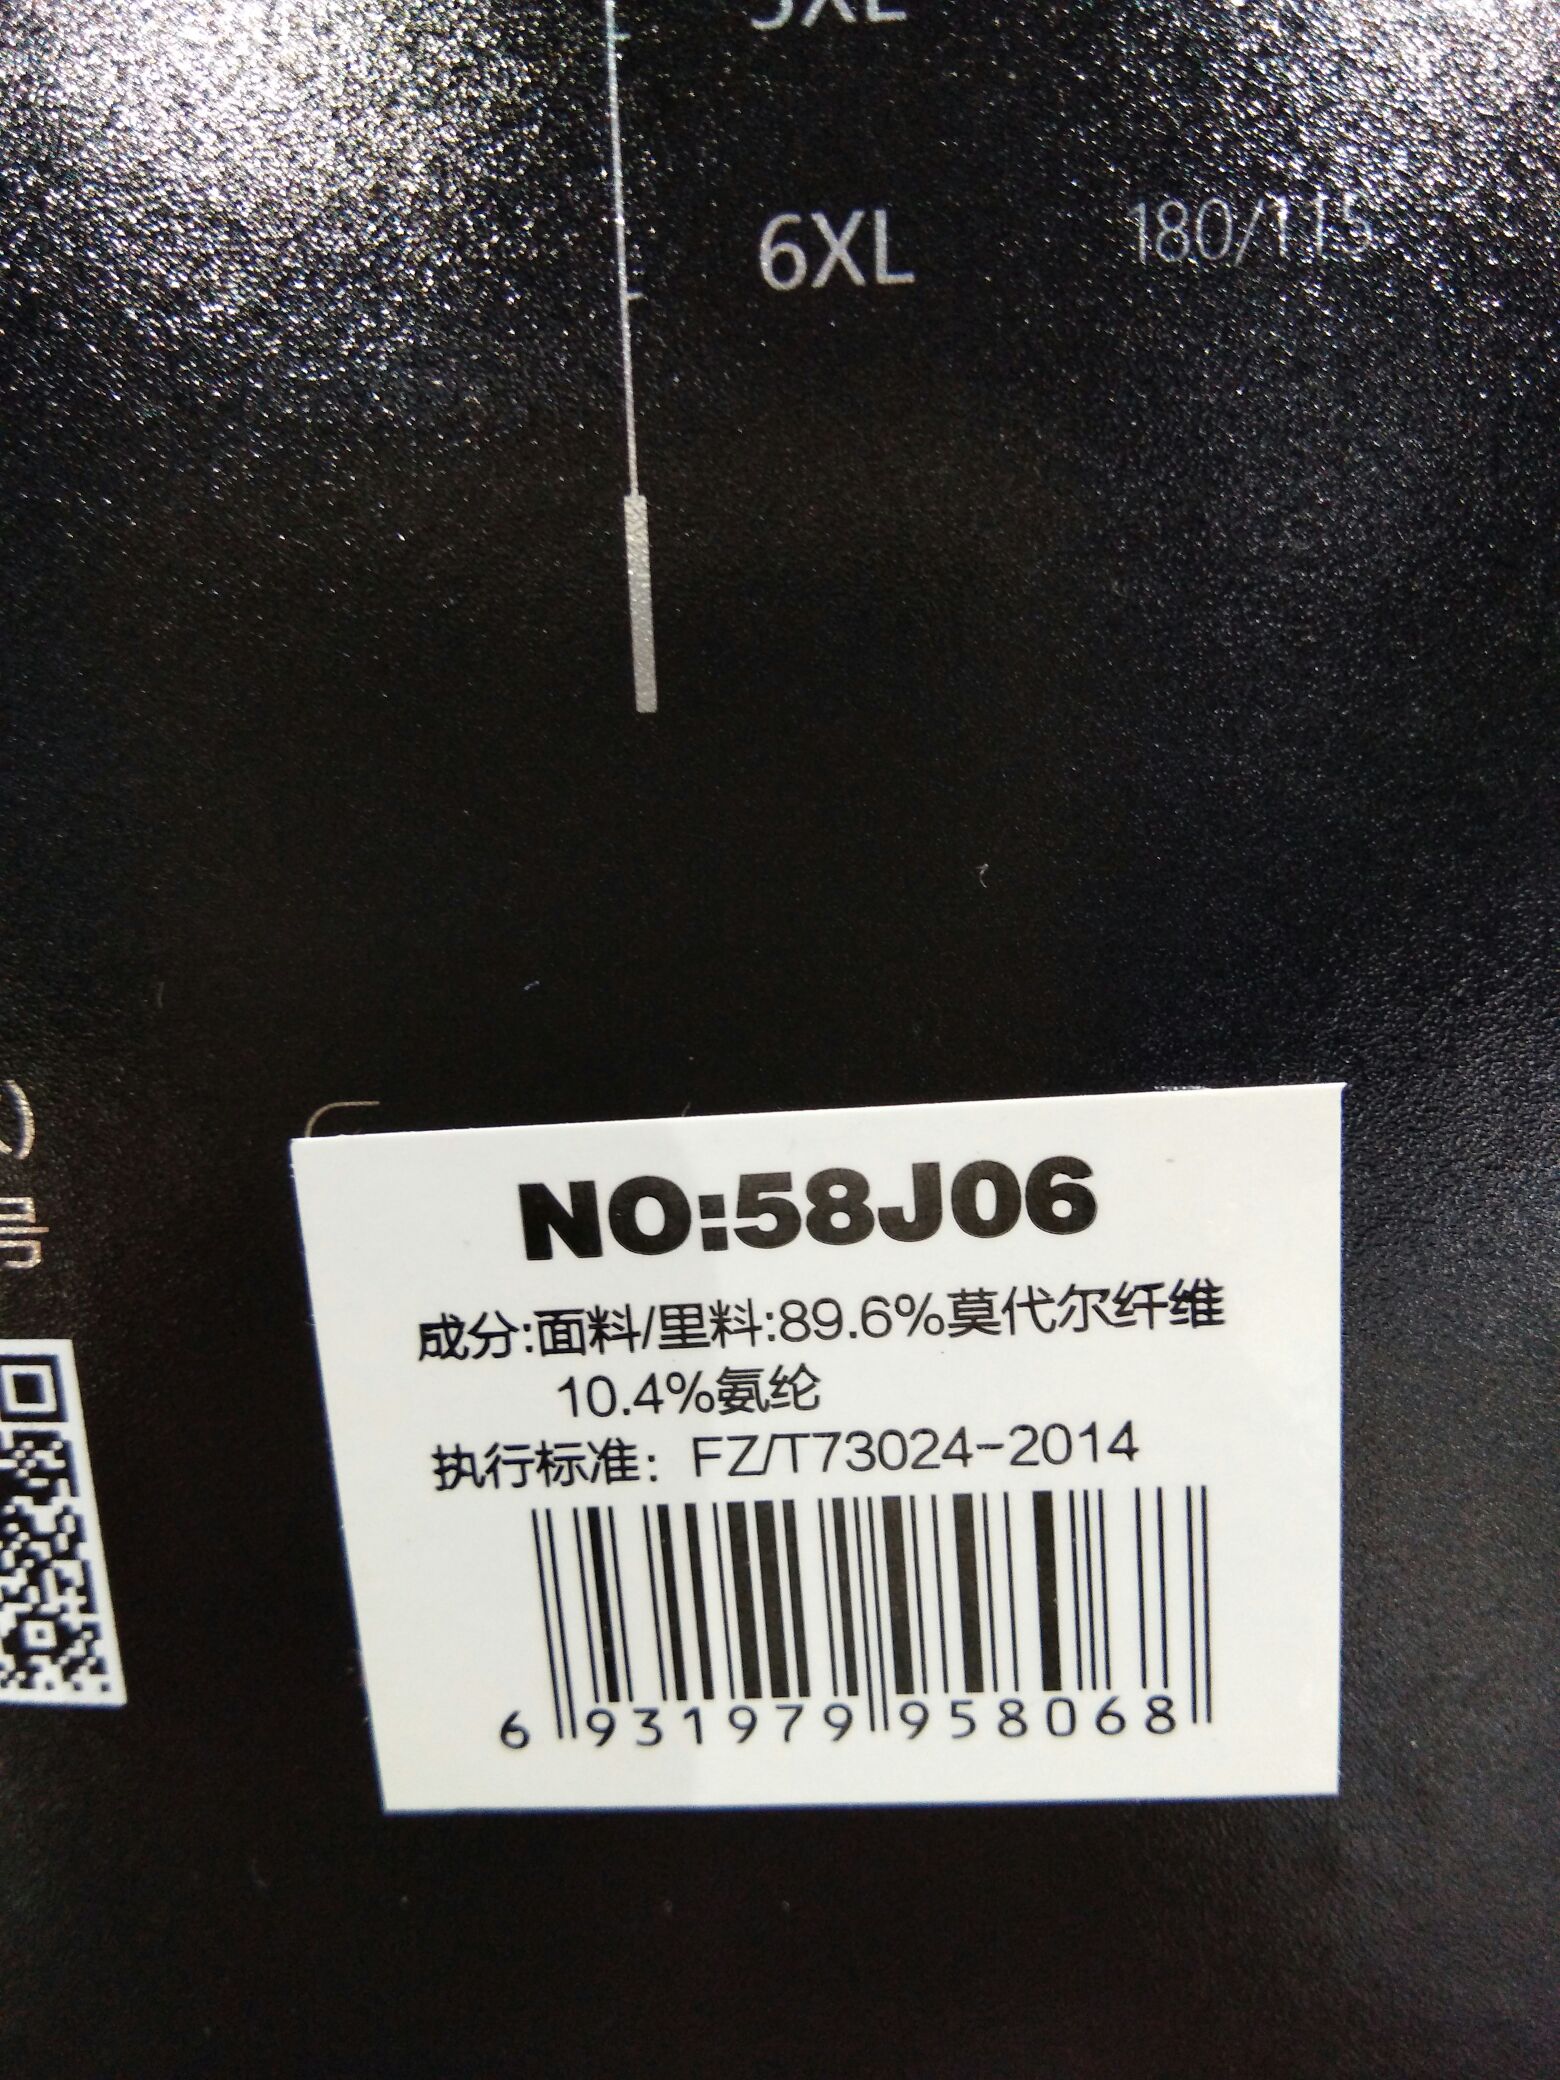 6XL 180/115
NO:58J06
成分:面料/里料:89.6%莫代尔纤维
10.4%氨纶
执行标准: FZ/T73024-2014
6 931979 958068